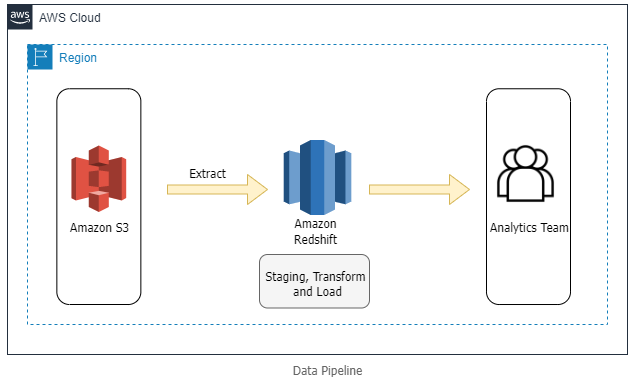 aws
AWS Cloud
Region
Extract
Amazon S3
Amazon
Redshift
Analytics Team
Staging, Transform
and Load
Data Pipeline